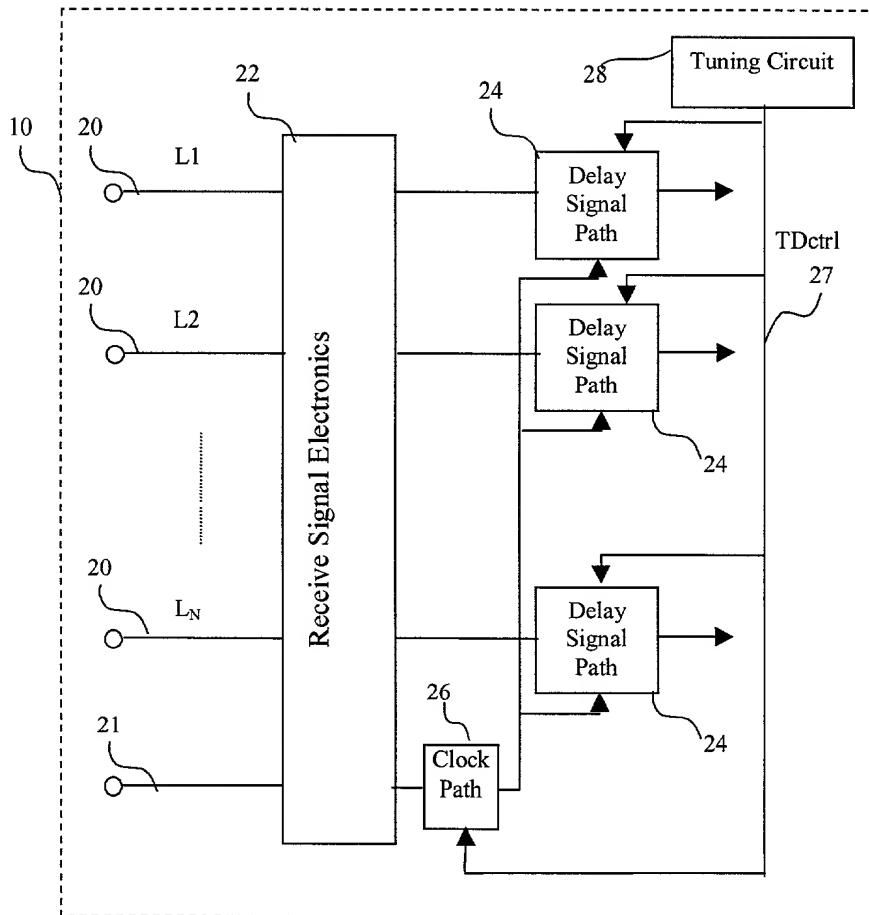 28
Tuning Circuit
22
24
10
20
L1
Delay
Signal
Path
TDctrl
27
20
L2
Delay
Signal
Path
24
Receive Signal Electronics
20
LN
Delay
Signal
Path
24
26
21
Clock
Path